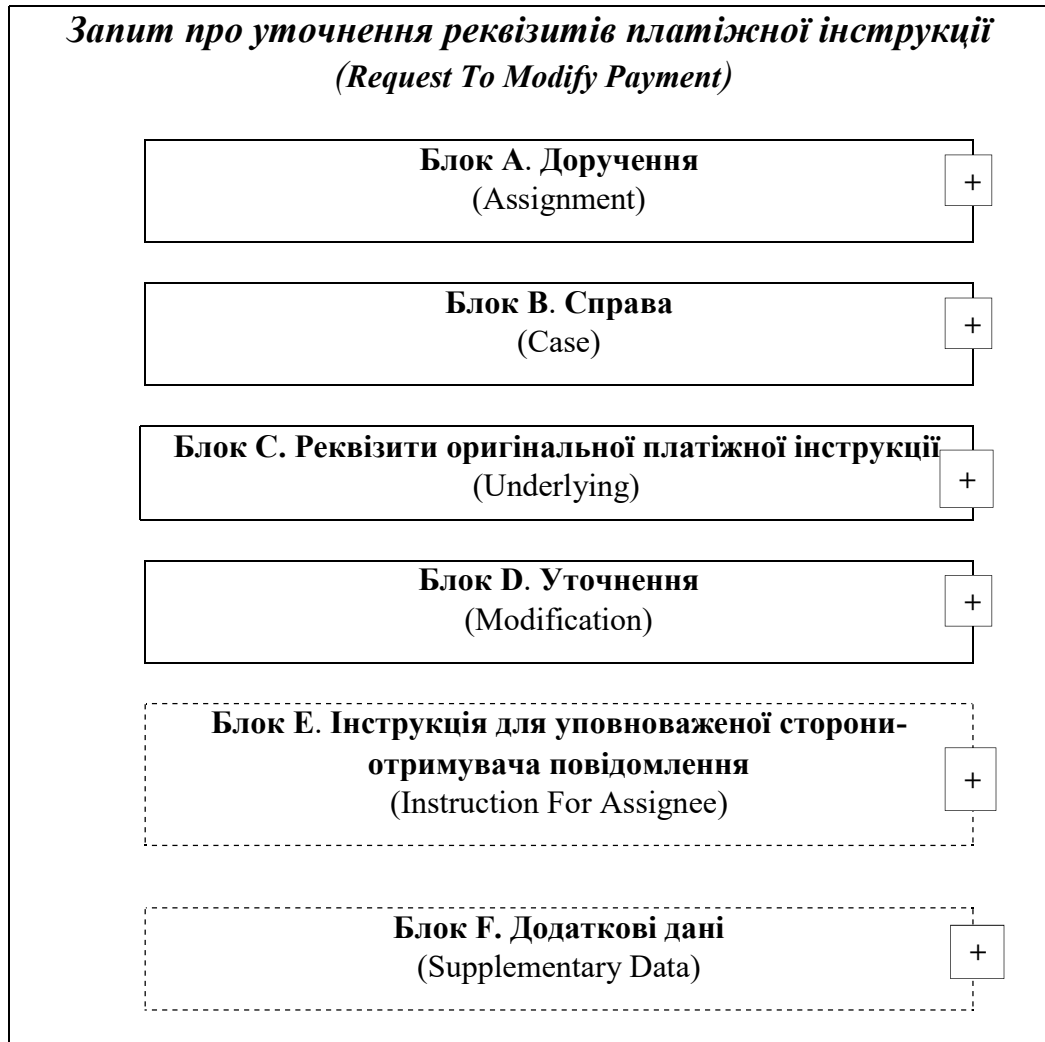 Запит про уточнення реквізитів платіжної інструкції
(Request To Modify Payment)
Блок A. Доручення
(Assignment)
+
Блок B. Справа
(Case)
+
Блок C. Реквізити оригінальної платіжної інструкції
(Underlying)
+
Блок D. Уточнення
(Modification)
+
Блок E. Інструкція для уповноваженої сторони-
отримувача повідомлення
(Instruction For Assignee)
+
Блок F. Додаткові дані
(Supplementary Data)
+